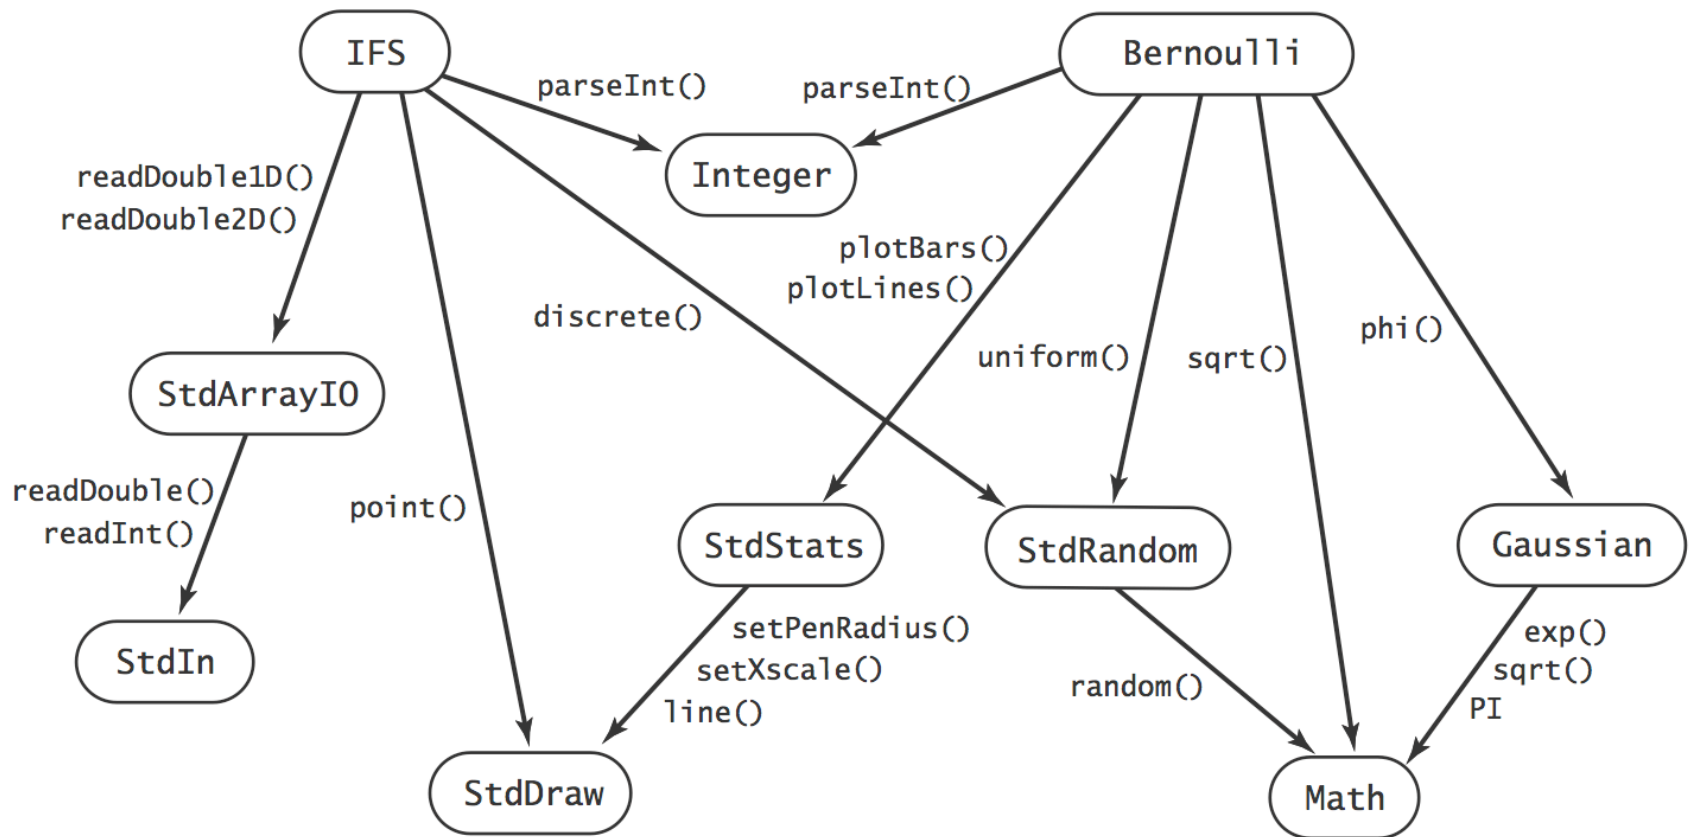 IFS
Bernoulli
parseInt()
parseInt()
Integer
readDouble1D()
readDouble2D()
plotBars()
plotLines()
discrete()
uniform()
sqrt()
phi()
StdArrayIO
readDouble()
readInt()
point()
StdStats
StdRandom
Gaussian
setPenRadius()
setXscale()
line()
random()
exp()
sqrt()
PI
StdIn
StdDraw
Math